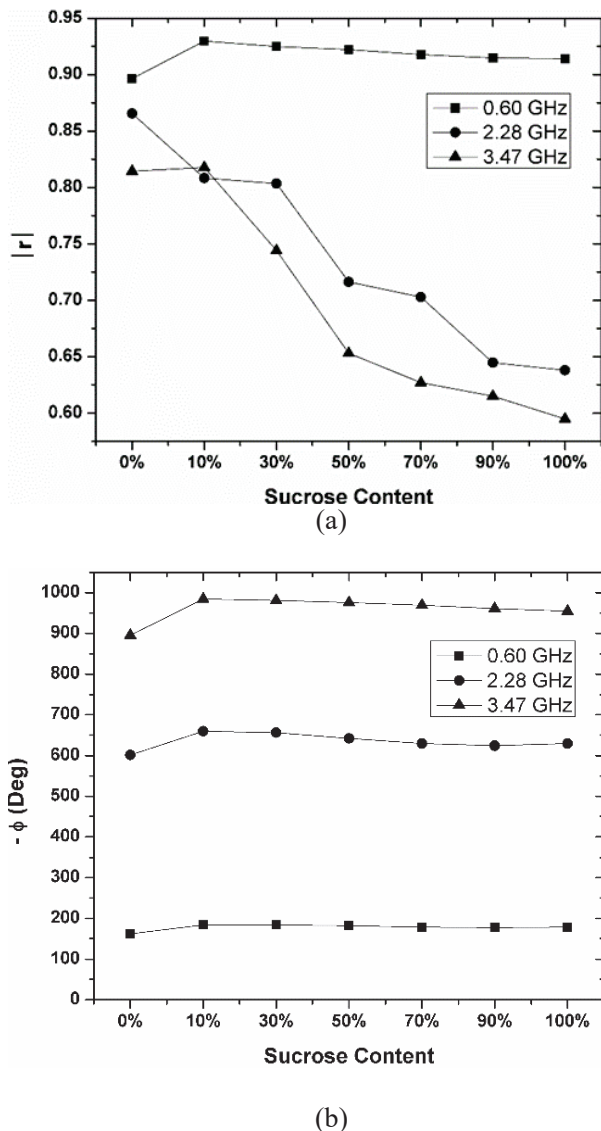 0.95
0.90
0.85
0.80
0.75
0.70
0.65
0.60
|r|
0.60 GHz
2.28 GHz
3.47 GHz
0% 10% 30% 50% 70% 90% 100%
Sucrose Content
(a)
1000
900
800
700
600
500
400
300
200
100
0
- ϕ (Deg)
0.60 GHz
2.28 GHz
3.47 GHz
0% 10% 30% 50% 70% 90% 100%
Sucrose Content
(b)